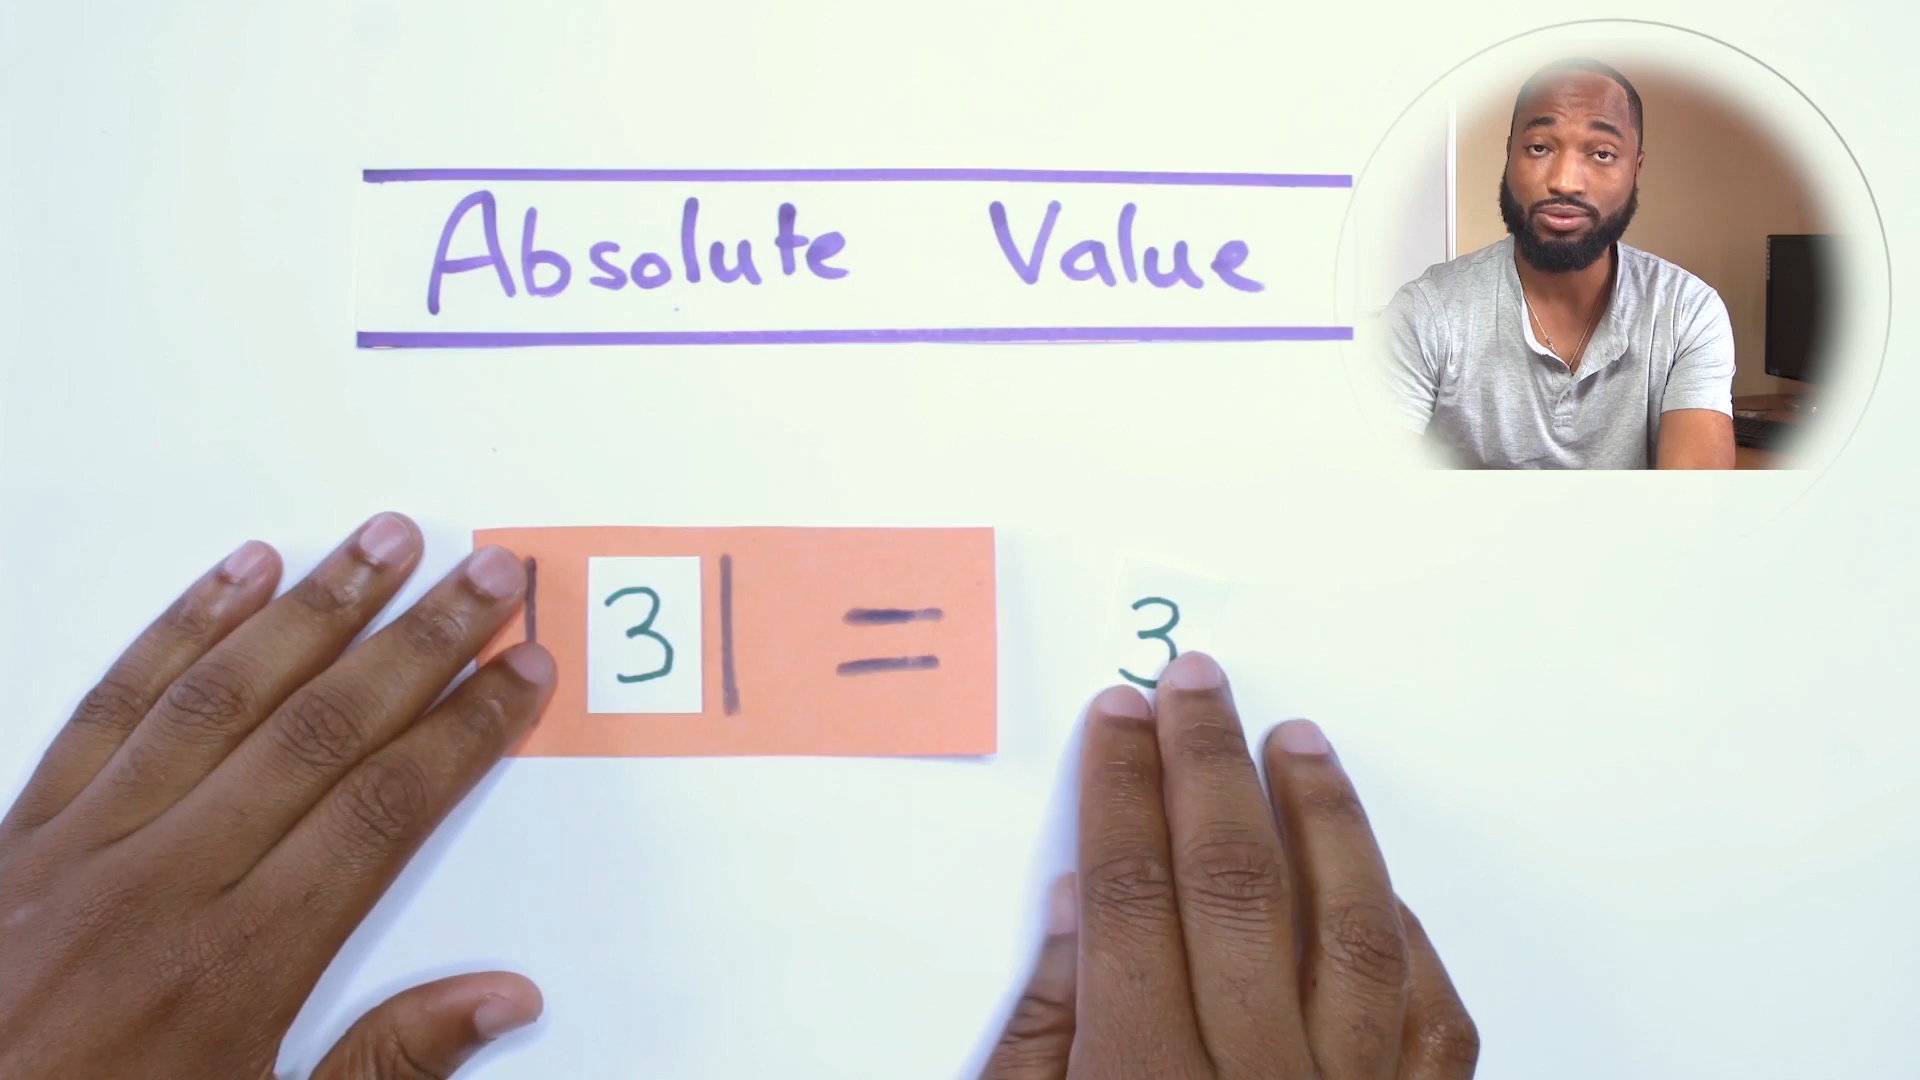 Absolute Value
|3| = 3